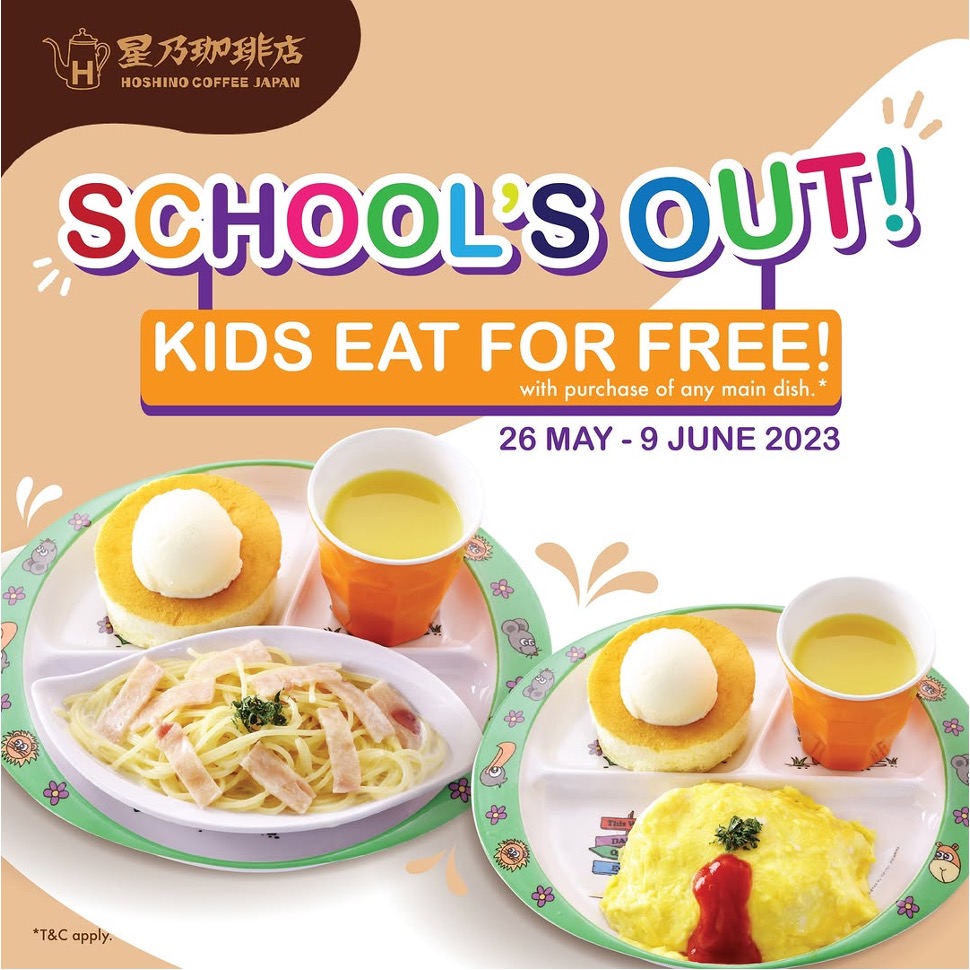 星乃珈琲店
H
HOSHINO COFFEE JAPAN
SCHOOL'S OUT!
KIDS EAT FOR FREE!
with purchase of any main dish.*
26 MAY - 9 JUNE 2023
*T&C apply.